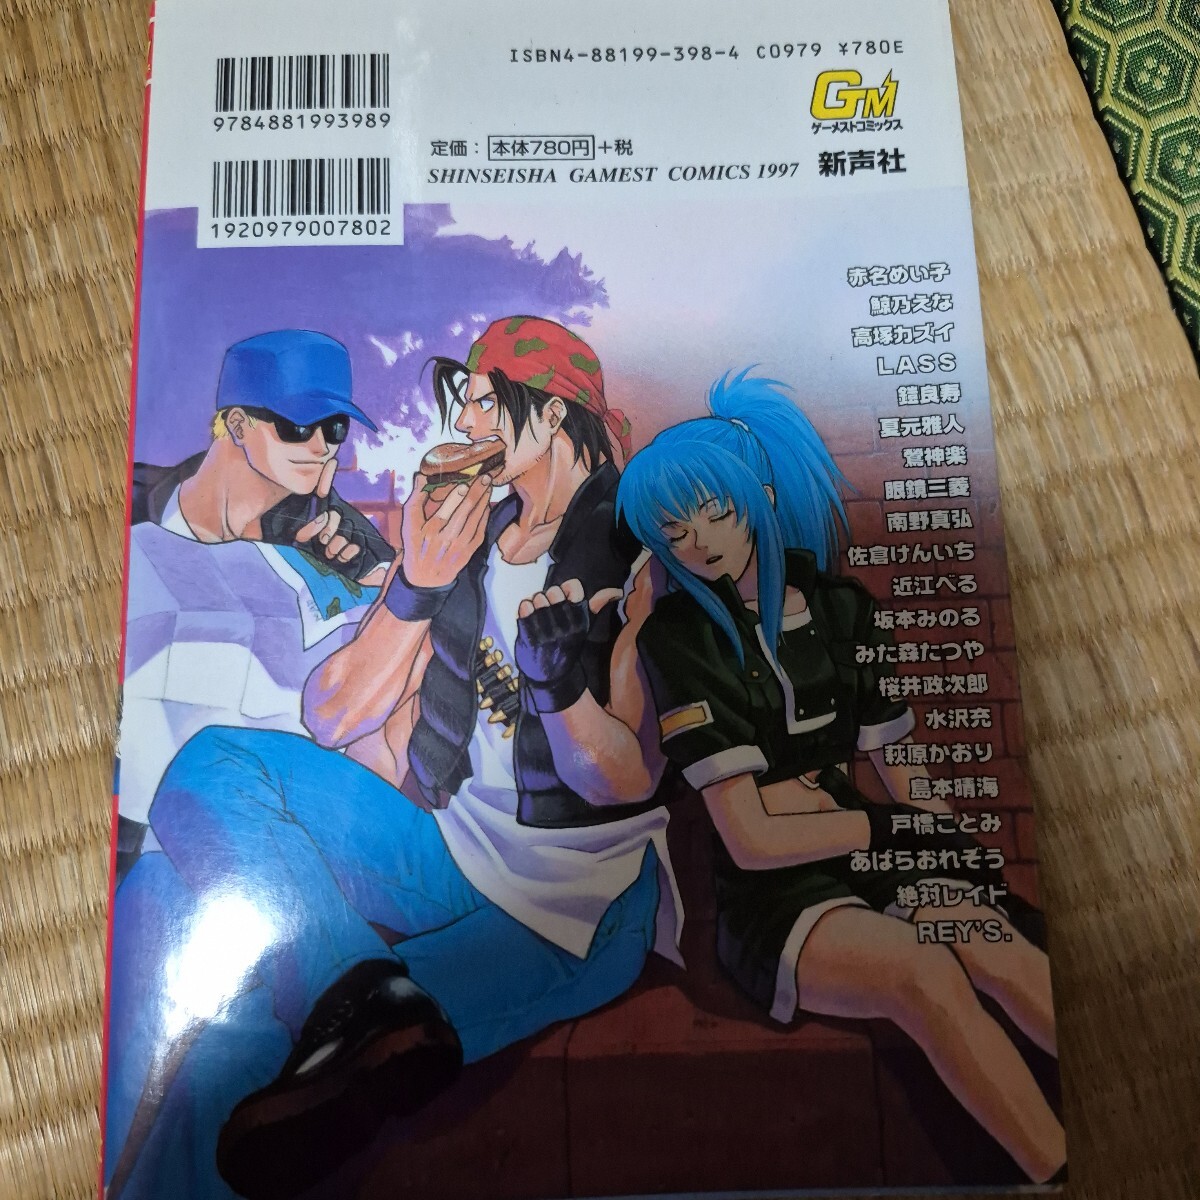 ISBN4-88199-398-4 C0979 ¥780E
9784881993989
GM
ゲーメストコミックス
定価： 本体780円+税
SHINSEISHA GAMEST COMICS 1997
新声社
1920979007802
赤名めい子
鯨乃えな
高塚カズイ
LASS
鎧良寿
夏元雅人
鷲神楽
眼鏡三菱
南野真弘
佐倉けんいち
近江べる
坂本みのる
みた森たつや
桜井政次郎
水沢充
萩原かおり
島本晴海
戸橋ことみ
あばらおれぞう
絶対レイド
REY'S.